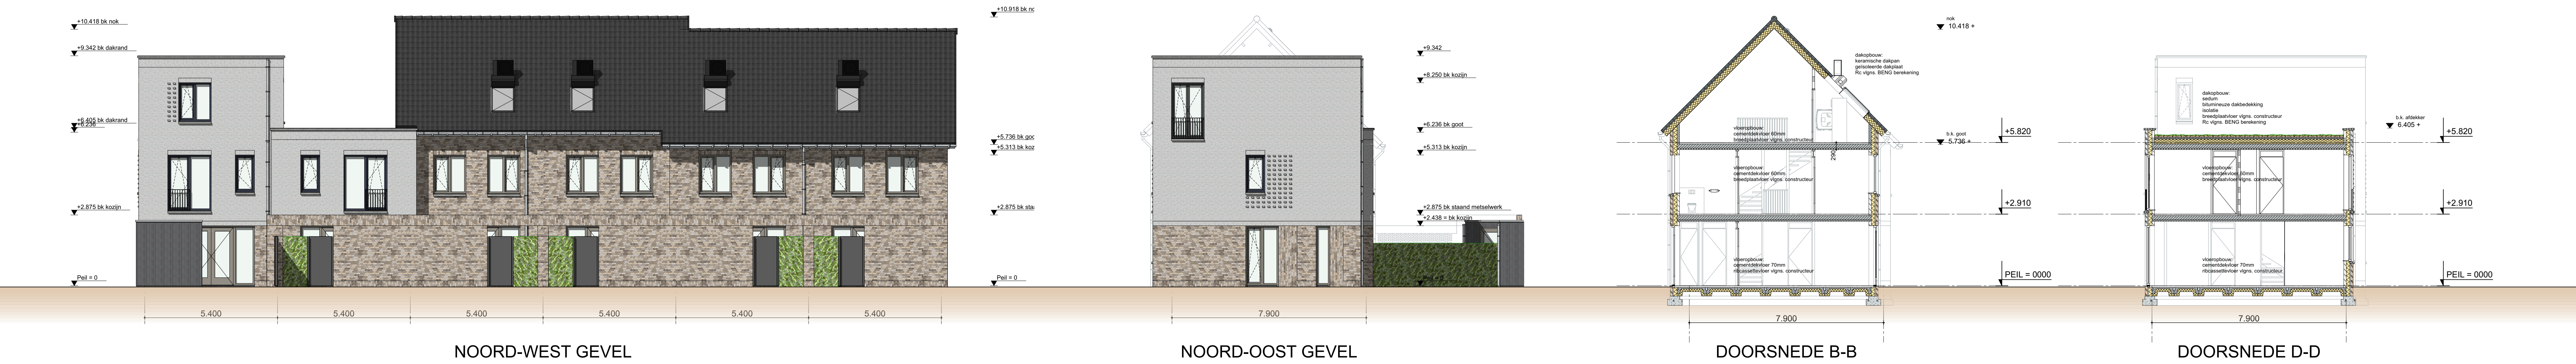 +10.418 bk nok
+9.342 bk dakrand
+6.405 bk dakrand
+6.236
+2.875 bk kozijn
Peil = 0
5.400
5.400
5.400
5.400
5.400
5.400
NOORD-WEST GEVEL
+10.918 bk nc
+5.736 bk goc
+5.313 bk koz
+2.875 bk sta
Peil = 0
+9.342
+8.250 bk kozijn
+6.236 bk goot
+5.313 bk kozijn
+2.875 bk staand metselwerk
+2.438 = bk kozijn
7.900
NOORD-OOST GEVEL
nok
10.418 +
dakopbouw:
keramische dakpan
geïsoleerde dakplaat
Rc vlgns. BENG berekening
vloeropbouw:
cementdekvloer 60mm
breedplaatvloer vlgns. constructeur
290
b.k. goot
5.736 +
+5.820
vloeropbouw:
cementdekvloer 60mm
breedplaatvloer vlgns. constructeur
+2.910
vloeropbouw:
cementdekvloer 70mm
ribcassettevloer vlgns. constructeur
PEIL = 0000
7.900
DOORSNEDE B-B
dakopbouw:
sedum
bitumineuze dakbedekking
isolatie
breedplaatvloer vlgns. constructeur
Rc vlgns. BENG berekening
b.k. afdekker
6.405 +
+5.820
vloeropbouw:
cementdekvloer 60mm
breedplaatvloer vlgns. constructeur
+2.910
vloeropbouw:
cementdekvloer 70mm
ribcassettevloer vlgns. constructeur
PEIL = 0000
7.900
DOORSNEDE D-D